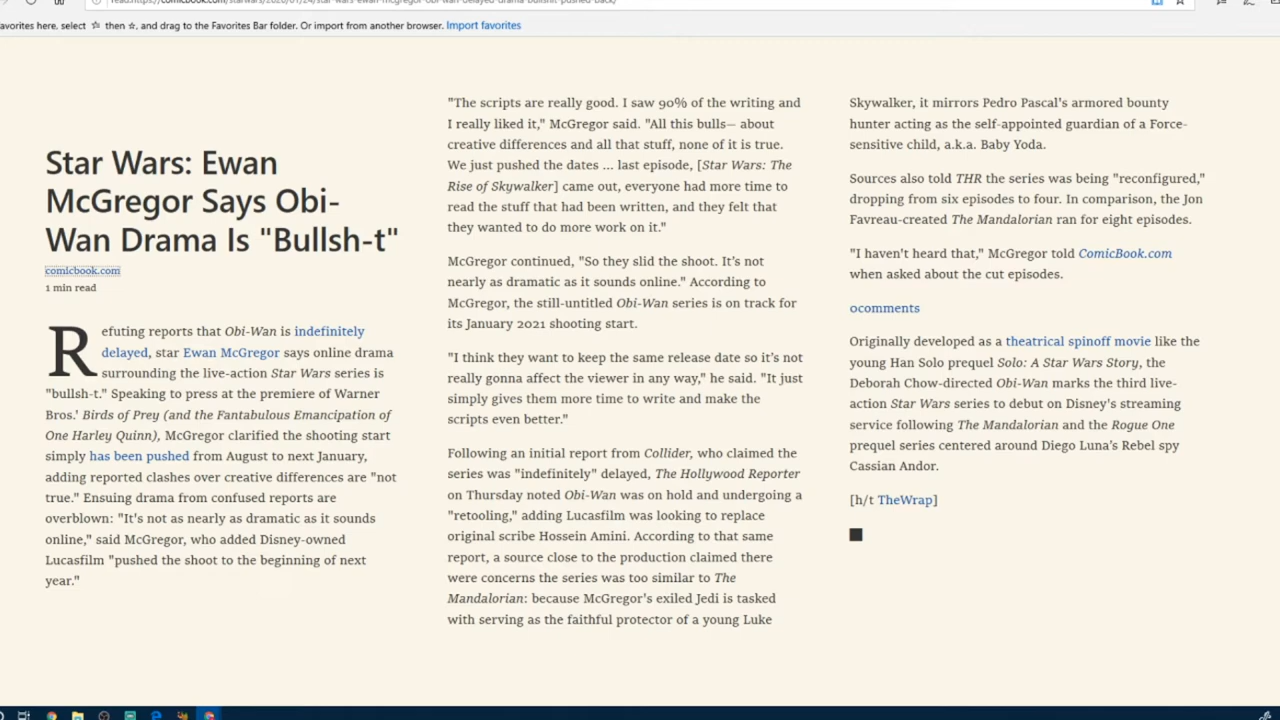 read:https://comicbook.com/starwars/2020/01/24/star-wars-ewan-mcgregor-obi-wan-delayed-drama-bullshit-pushed-back/
avorites here, select ☆ then ☆, and drag to the Favorites Bar folder. Or import from another browser. Import favorites
Star Wars: Ewan
McGregor Says Obi-
Wan Drama Is "Bullsh-t"
comicbook.com
1 min read
Refuting reports that Obi-Wan is indefinitely
delayed, star Ewan McGregor says online drama
surrounding the live-action Star Wars series is
"bullsh-t." Speaking to press at the premiere of Warner
Bros.' Birds of Prey (and the Fantabulous Emancipation of
One Harley Quinn), McGregor clarified the shooting start
simply has been pushed from August to next January,
adding reported clashes over creative differences are "not
true." Ensuing drama from confused reports are
overblown: "It's not as nearly as dramatic as it sounds
online," said McGregor, who added Disney-owned
Lucasfilm "pushed the shoot to the beginning of next
year."
"The scripts are really good. I saw 90% of the writing and
I really liked it," McGregor said. "All this bulls— about
creative differences and all that stuff, none of it is true.
We just pushed the dates ... last episode, [Star Wars: The
Rise of Skywalker] came out, everyone had more time to
read the stuff that had been written, and they felt that
they wanted to do more work on it."
McGregor continued, "So they slid the shoot. It's not
nearly as dramatic as it sounds online." According to
McGregor, the still-untitled Obi-Wan series is on track for
its January 2021 shooting start.
"I think they want to keep the same release date so it's not
really gonna affect the viewer in any way," he said. "It just
simply gives them more time to write and make the
scripts even better."
Following an initial report from Collider, who claimed the
series was "indefinitely" delayed, The Hollywood Reporter
on Thursday noted Obi-Wan was on hold and undergoing a
"retooling," adding Lucasfilm was looking to replace
original scribe Hossein Amini. According to that same
report, a source close to the production claimed there
were concerns the series was too similar to The
Mandalorian: because McGregor's exiled Jedi is tasked
with serving as the faithful protector of a young Luke
Skywalker, it mirrors Pedro Pascal's armored bounty
hunter acting as the self-appointed guardian of a Force-
sensitive child, a.k.a. Baby Yoda.
Sources also told THR the series was being "reconfigured,"
dropping from six episodes to four. In comparison, the Jon
Favreau-created The Mandalorian ran for eight episodes.
"I haven't heard that," McGregor told ComicBook.com
when asked about the cut episodes.
0comments
Originally developed as a theatrical spinoff movie like the
young Han Solo prequel Solo: A Star Wars Story, the
Deborah Chow-directed Obi-Wan marks the third live-
action Star Wars series to debut on Disney's streaming
service following The Mandalorian and the Rogue One
prequel series centered around Diego Luna's Rebel spy
Cassian Andor.
[h/t TheWrap]